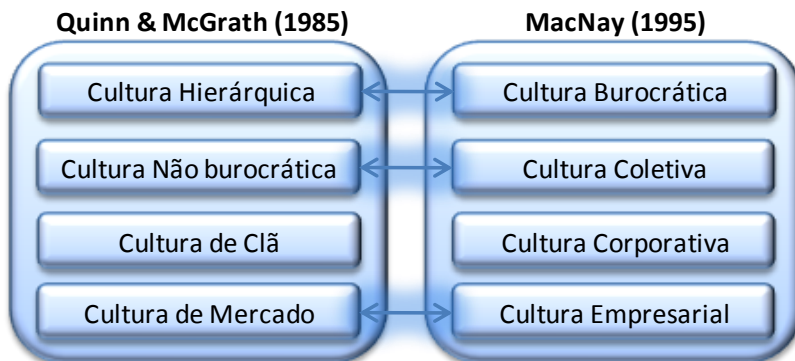 Quinn & McGrath (1985)
MacNay (1995)
Cultura Hierárquica
Cultura Burocrática
Cultura Não burocrática
Cultura Coletiva
Cultura de Clã
Cultura Corporativa
Cultura de Mercado
Cultura Empresarial